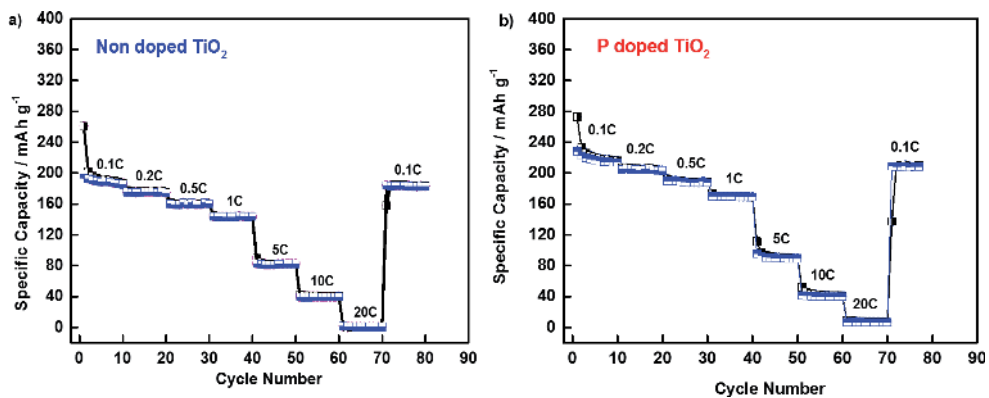 a)
Non doped TiO₂
Specific Capacity / mAh g⁻¹
400
360
320
280
240
200
160
120
80
40
0
0.1C
0.2C
0.5C
1C
5C
10C
20C
0.1C
0 10 20 30 40 50 60 70 80 90
Cycle Number
b)
P doped TiO₂
Specific Capacity / mAh g⁻¹
400
360
320
280
240
200
160
120
80
40
0
0.1C
0.2C
0.5C
1C
5C
10C
20C
0.1C
0 10 20 30 40 50 60 70 80 90
Cycle Number